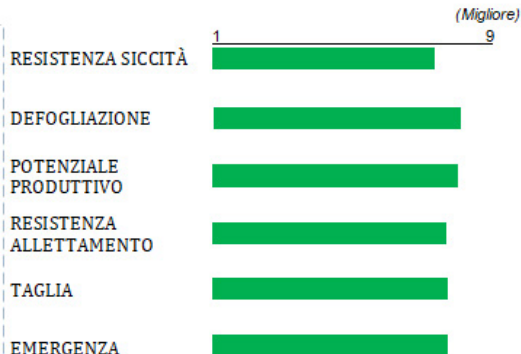 (Migliore)
1 9
RESISTENZA SICCITÀ
DEFOGLIAZIONE
POTENZIALE
PRODUTTIVO
RESISTENZA
ALLETTAMENTO
TAGLIA
EMERGENZA